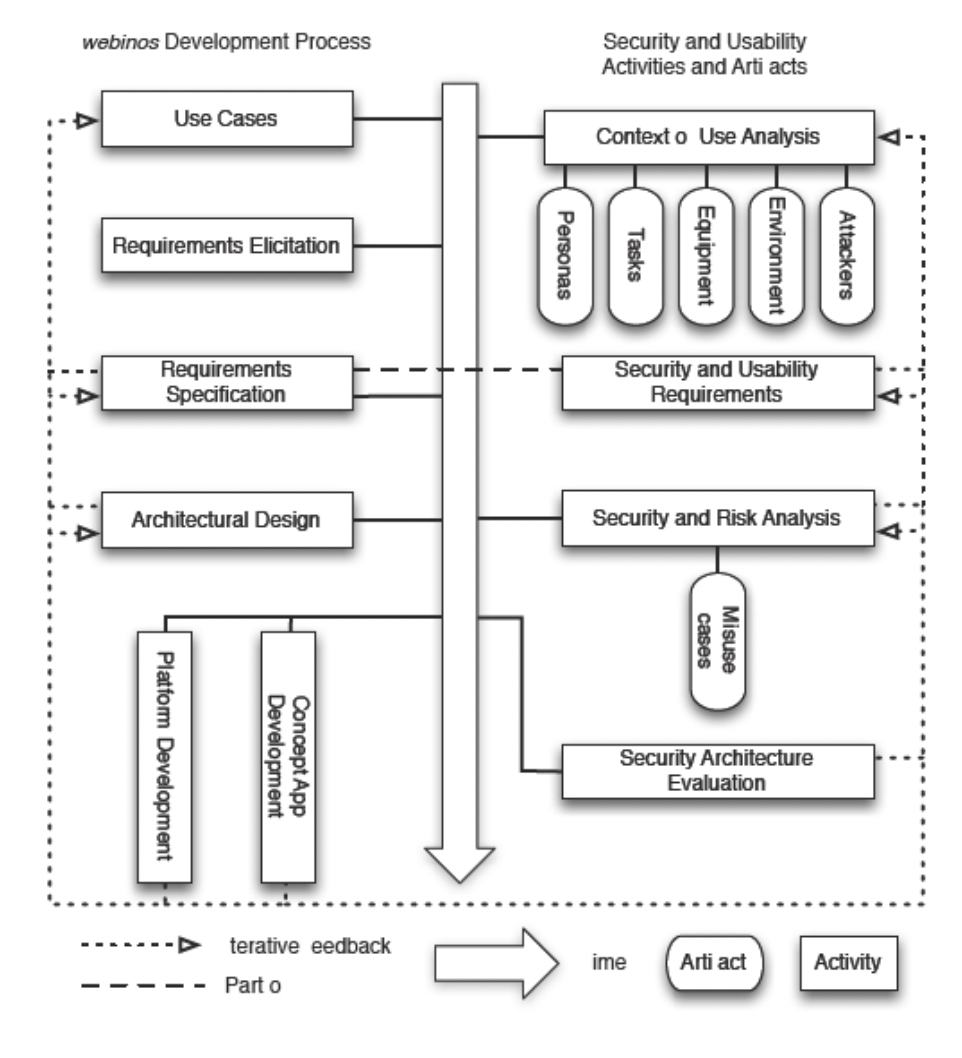 webinos Development Process
Security and Usability
Activities and Arti acts
Use Cases
Context o Use Analysis
Personas
Tasks
Equipment
Environment
Attackers
Requirements Elicitation
Requirements
Specification
Security and Usability
Requirements
Architectural Design
Security and Risk Analysis
Misuse
cases
Platform Development
Concept App
Development
Security Architecture
Evaluation
terative eedback
Part o
ime
Arti act
Activity